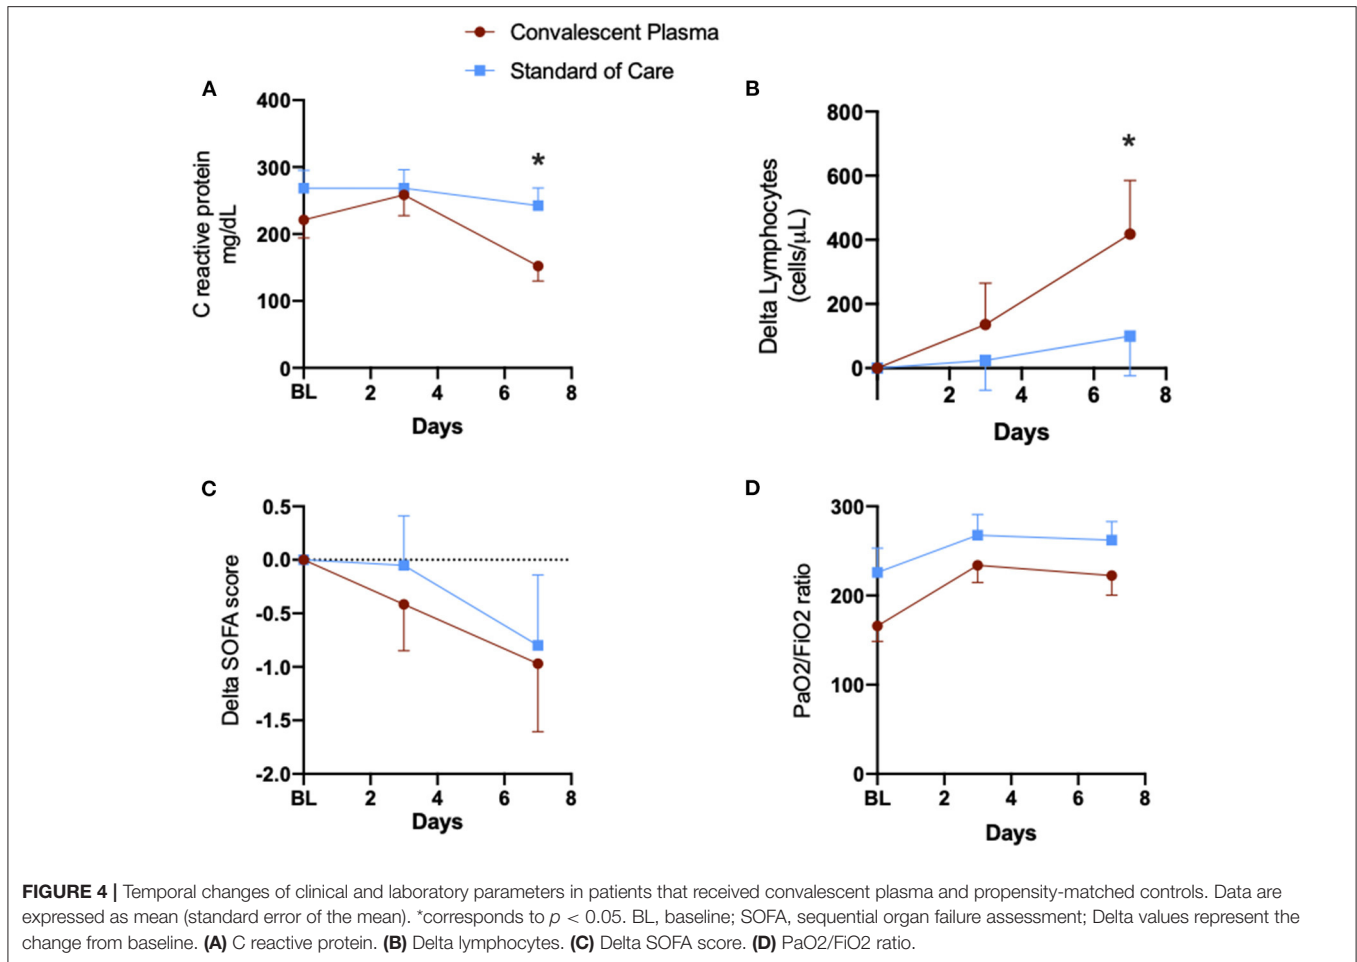 Convalescent Plasma
Standard of Care
A
400
300
200
100
0
C reactive protein
mg/dL
*
BL
2
4
6
8
Days
B
800
600
400
200
0
Delta Lymphocytes
(cells/μL)
*
2
4
6
8
Days
C
0.5
0.0
-0.5
-1.0
-1.5
-2.0
Delta SOFA score
BL
2
4
6
8
Days
D
300
200
100
0
PaO2/FiO2 ratio
BL
2
4
6
8
Days
FIGURE 4 | Temporal changes of clinical and laboratory parameters in patients that received convalescent plasma and propensity-matched controls. Data are
expressed as mean (standard error of the mean). *corresponds to p < 0.05. BL, baseline; SOFA, sequential organ failure assessment; Delta values represent the
change from baseline. (A) C reactive protein. (B) Delta lymphocytes. (C) Delta SOFA score. (D) PaO2/FiO2 ratio.